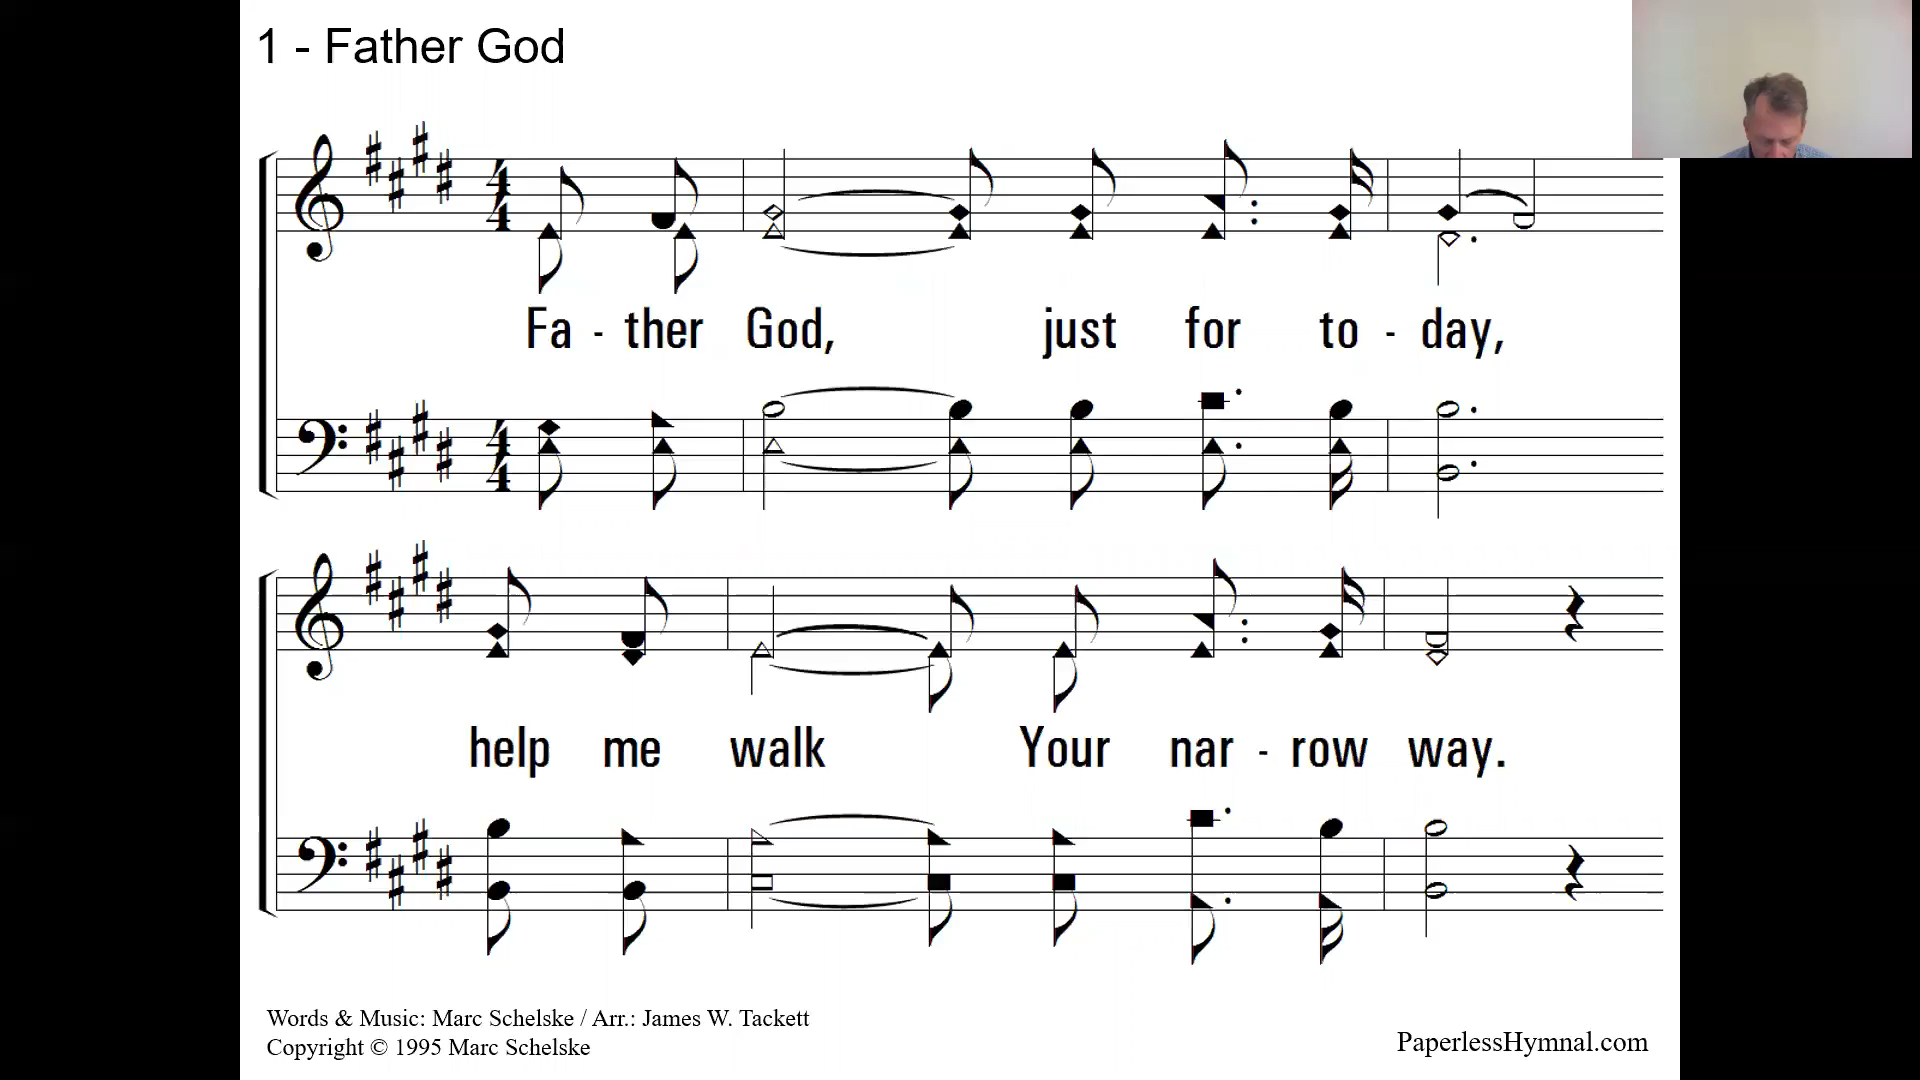 1 - Father God
Fa - ther God, just for to - day,
help me walk Your nar - row way.
Words & Music: Marc Schelske / Arr.: James W. Tackett
Copyright © 1995 Marc Schelske
PaperlessHymnal.com